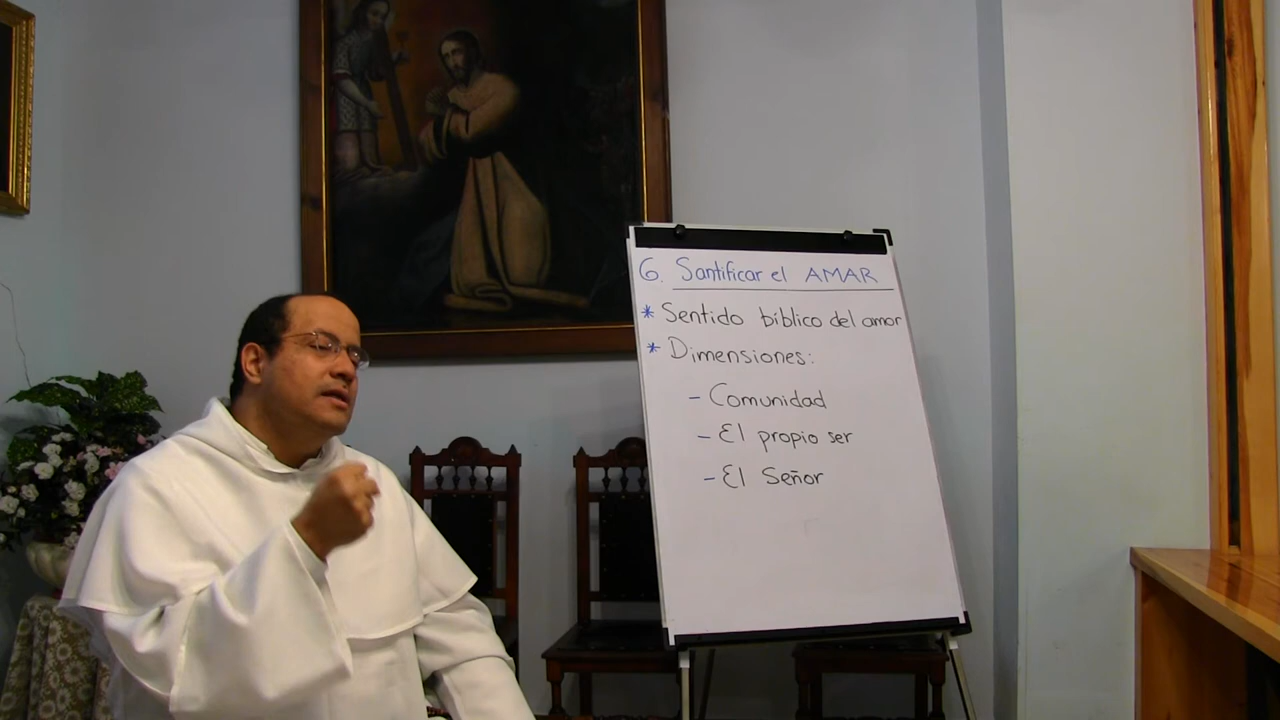 6. Santificar el AMAR
* Sentido bíblico del amor
* Dimensiones:
- Comunidad
- El propio ser
- El Señor